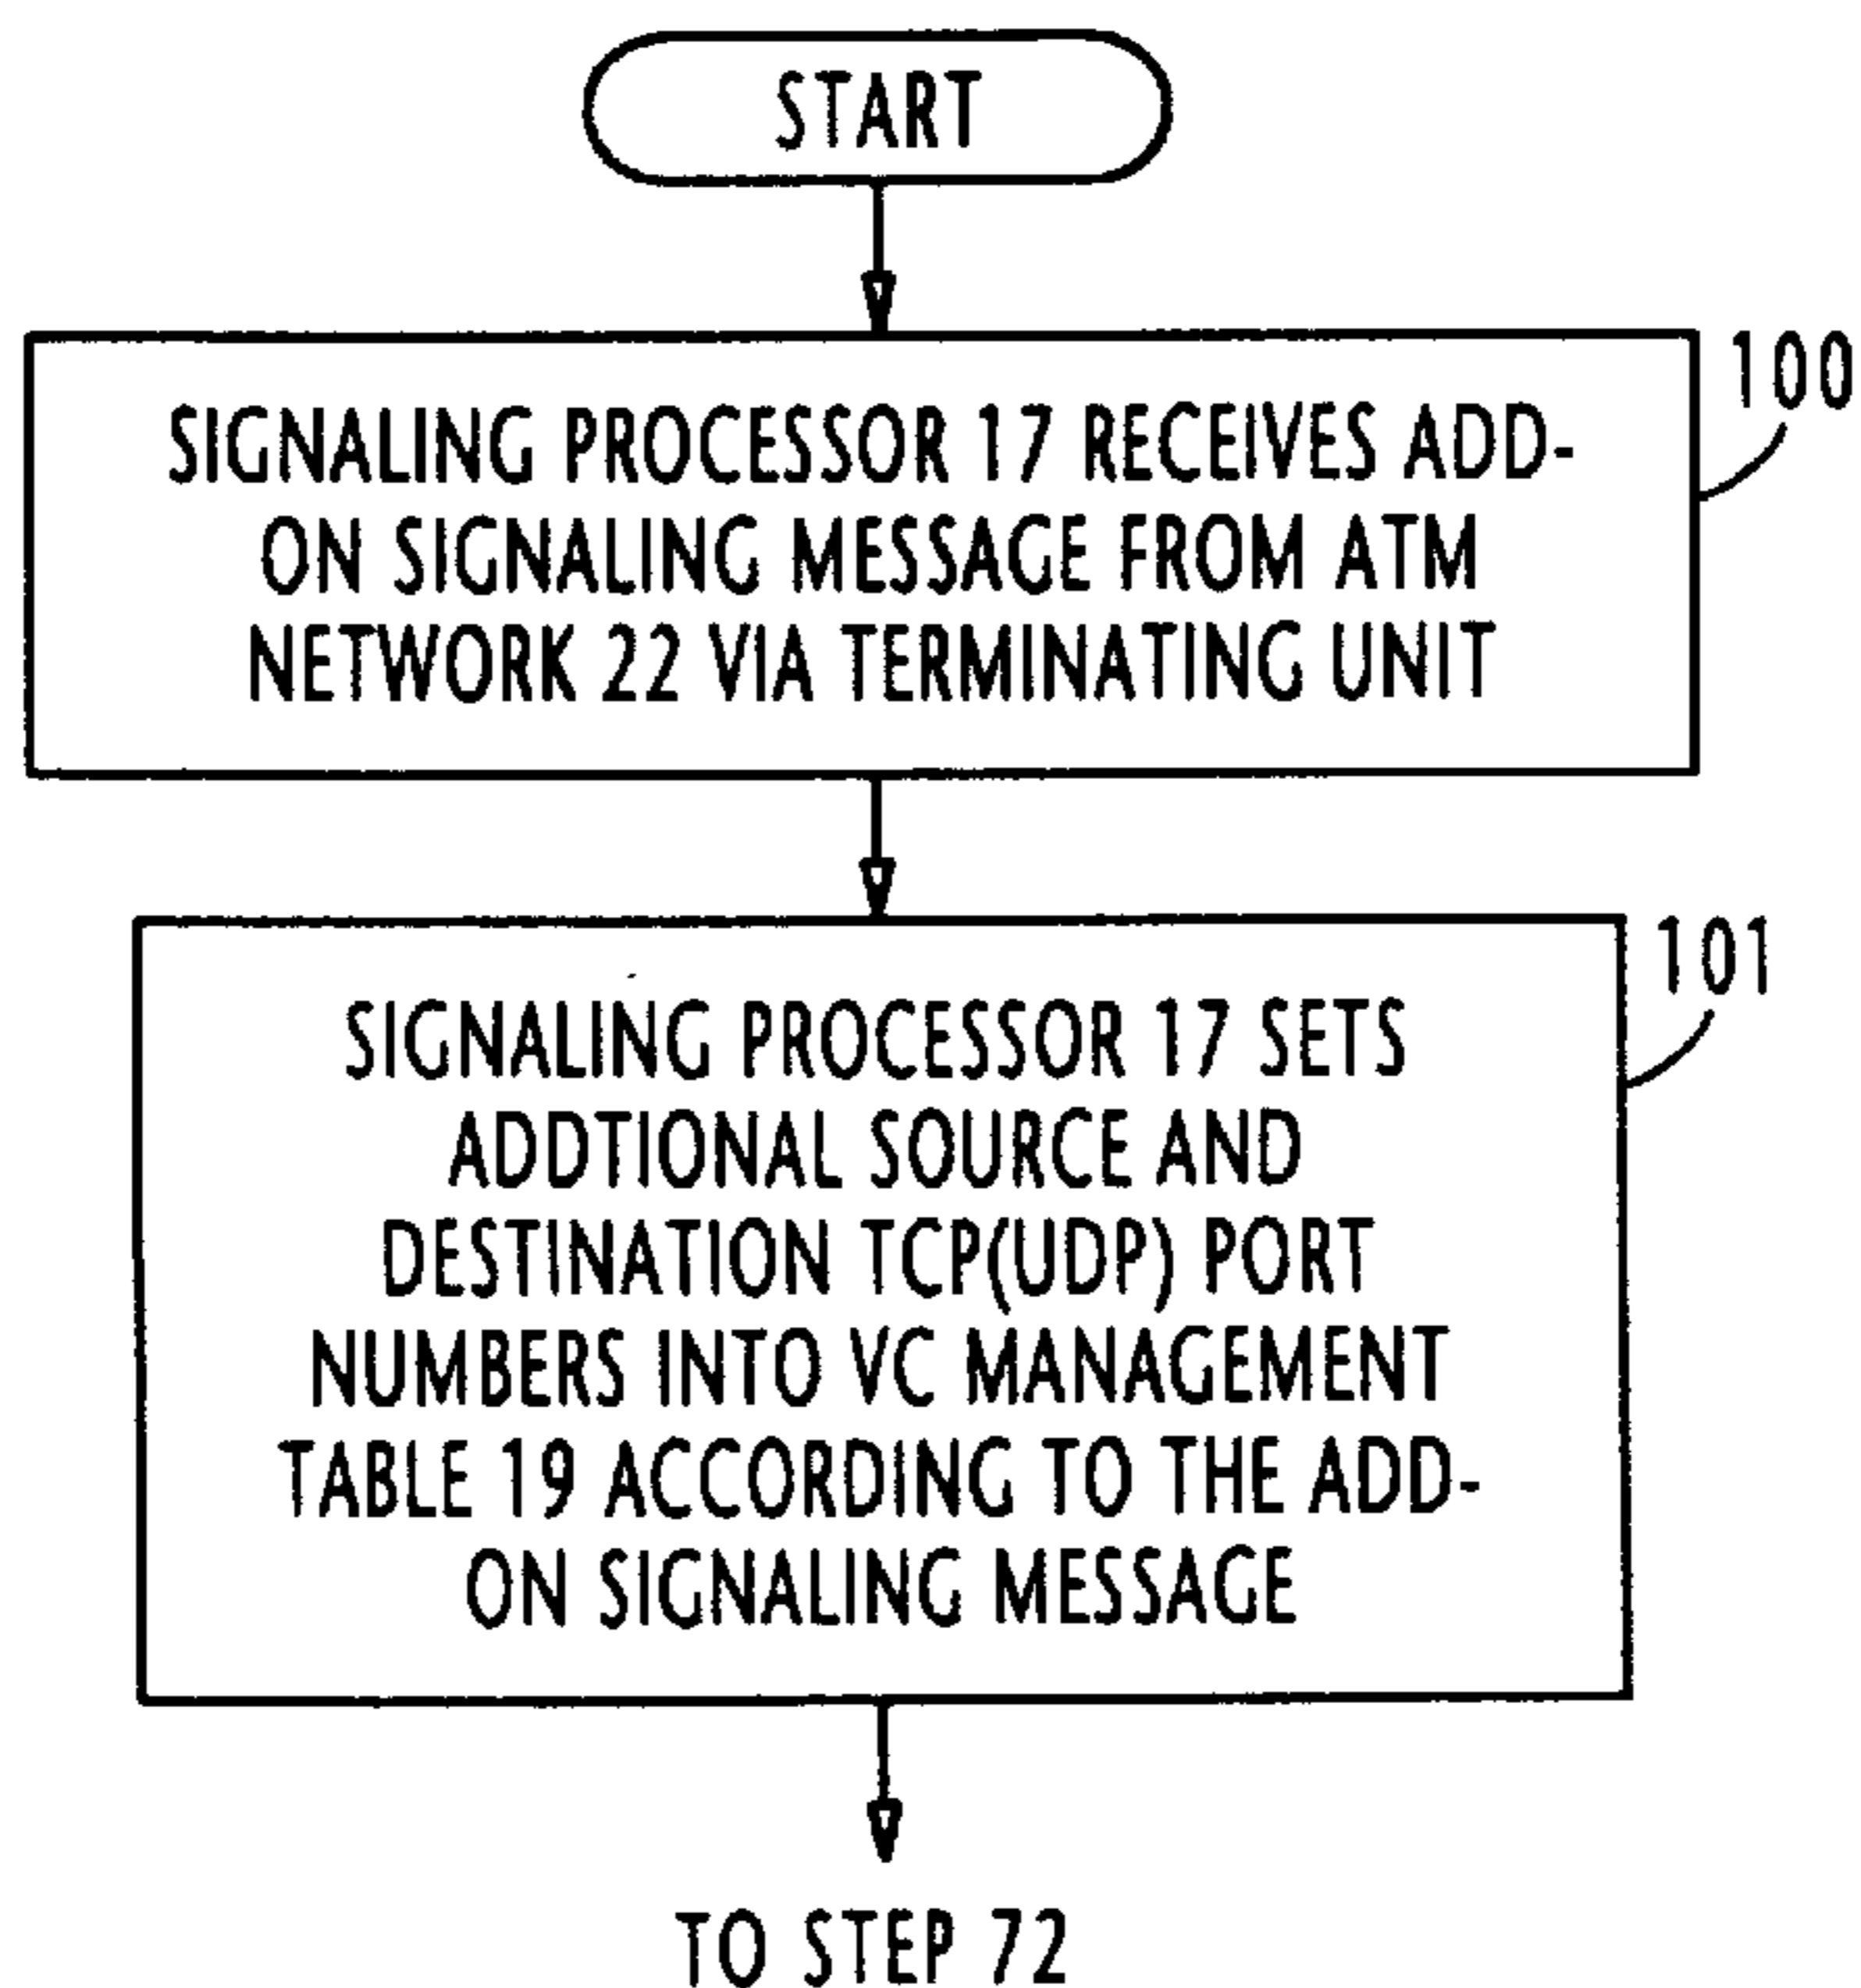 START
100
SIGNALING PROCESSOR 17 RECEIVES ADD-
ON SIGNALING MESSAGE FROM ATM
NETWORK 22 VIA TERMINATING UNIT
101
SIGNALING PROCESSOR 17 SETS
ADDTIONAL SOURCE AND
DESTINATION TCP(UDP) PORT
NUMBERS INTO VC MANAGEMENT
TABLE 19 ACCORDING TO THE ADD-
ON SIGNALING MESSAGE
TO STEP 72